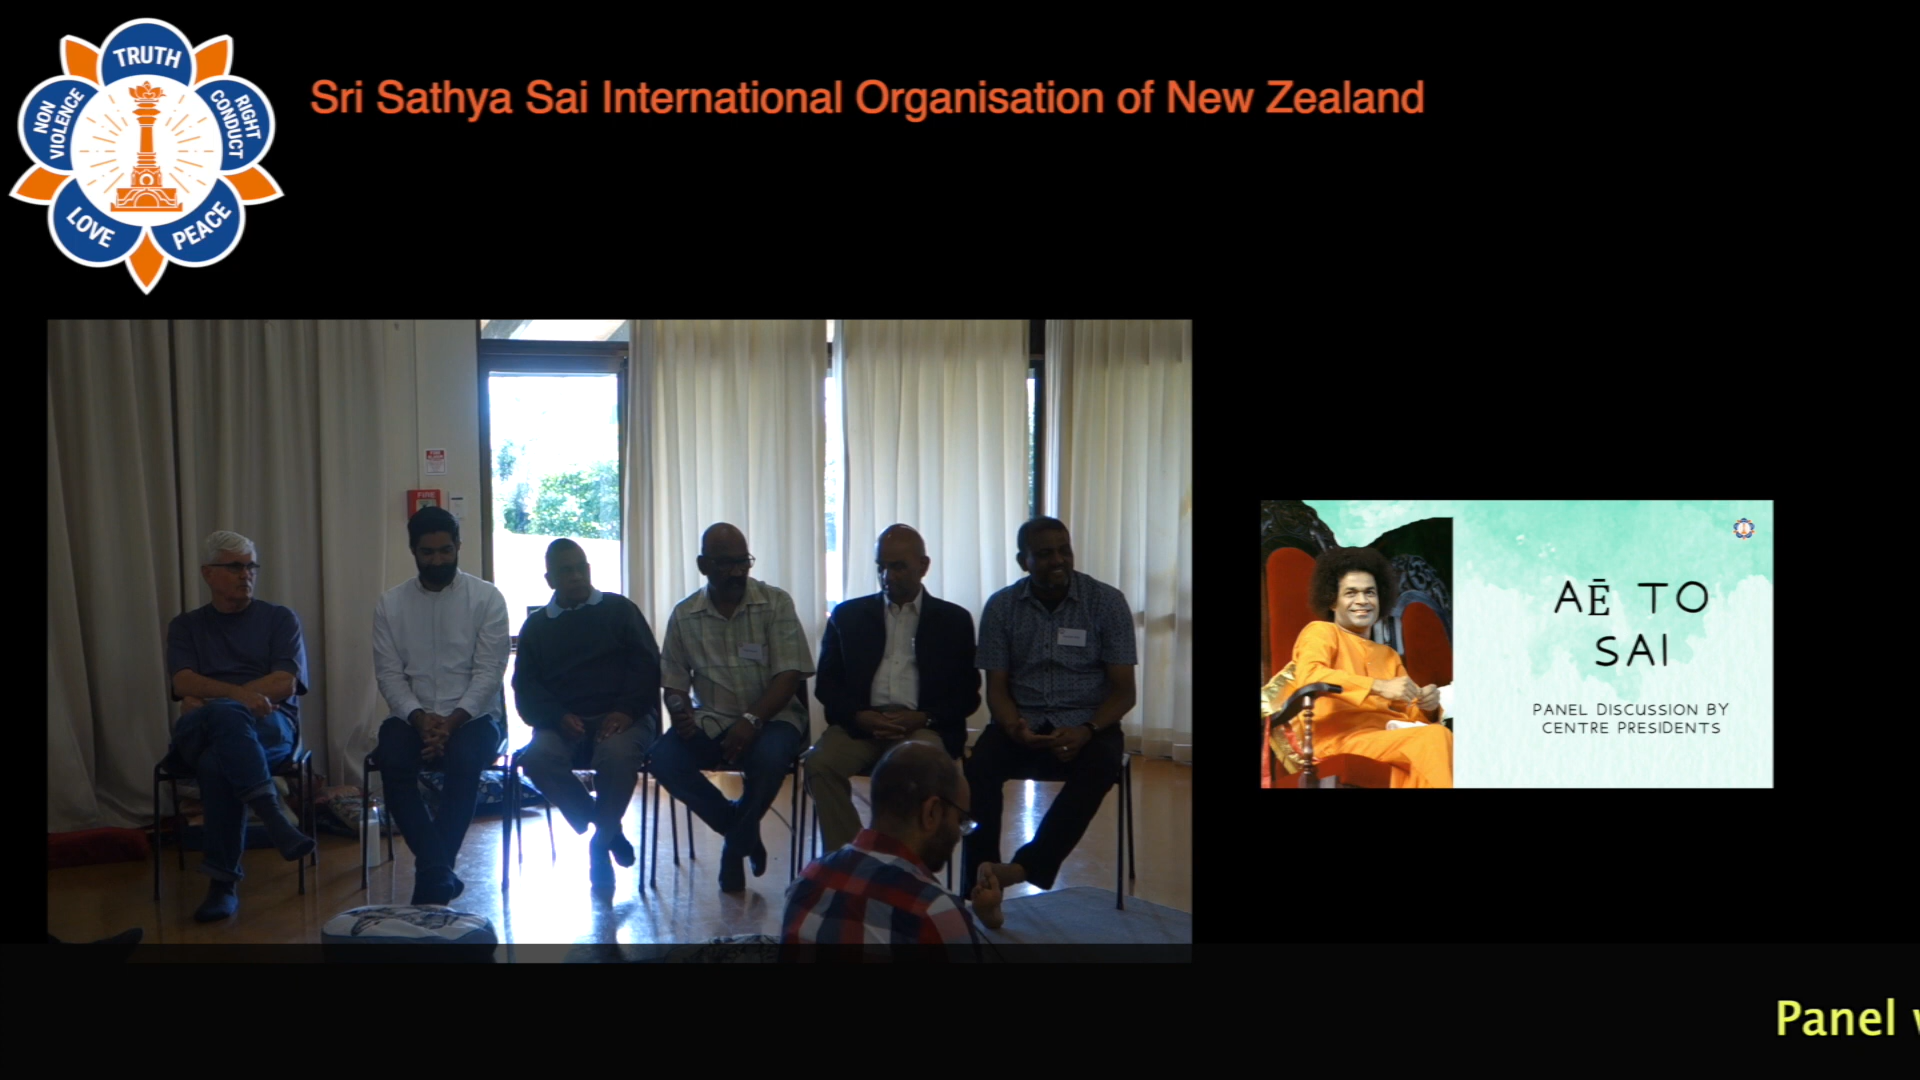 TRUTH
NON
VIOLENCE
RIGHT
CONDUCT
LOVE
PEACE
Sri Sathya Sai International Organisation of New Zealand
FIRE
AĒ TO
SAI
PANEL DISCUSSION BY
CENTRE PRESIDENTS
Panel